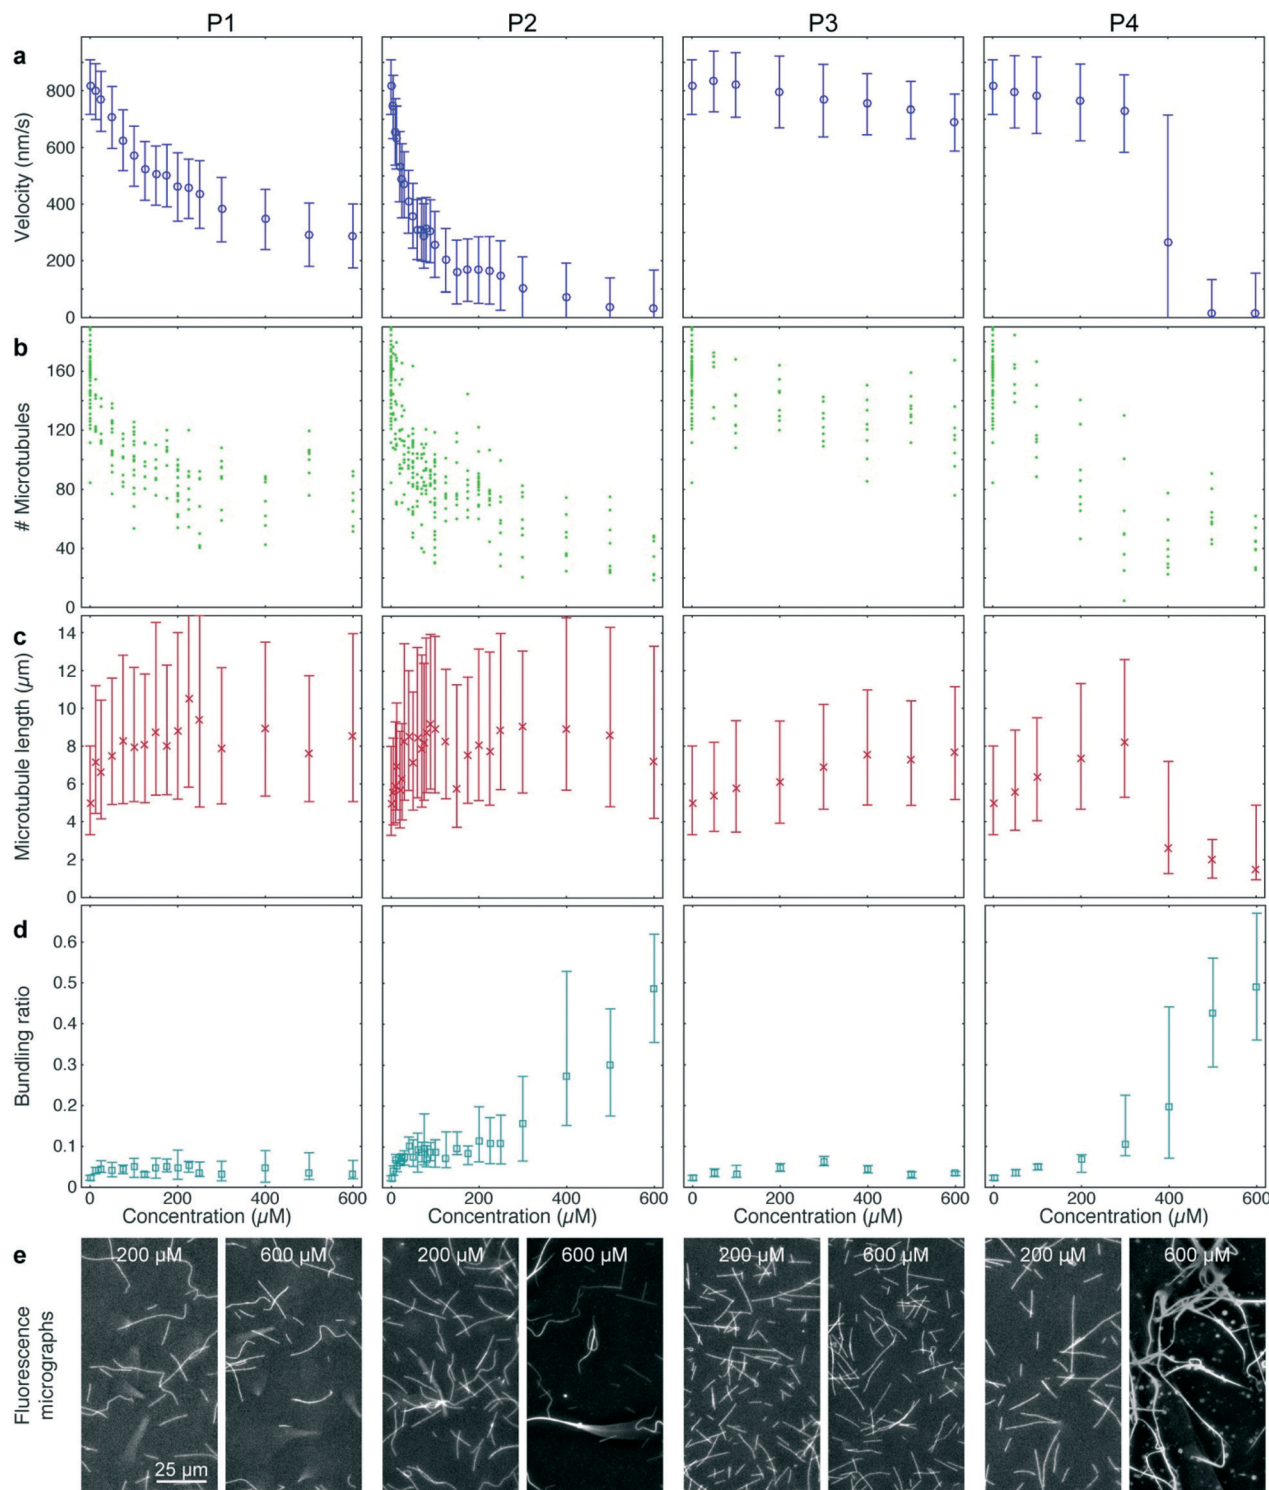 P1 P2 P3 P4
a
Velocity (nm/s)
800
600
400
200
0
b
# Microtubules
160
120
80
40
0
c
Microtubule length (µm)
14
12
10
8
6
4
2
0
d
Bundling ratio
0.6
0.5
0.4
0.3
0.2
0.1
0
0 200 400 600 0 200 400 600 0 200 400 600 0 200 400 600
Concentration (µM) Concentration (µM) Concentration (µM) Concentration (µM)
e
Fluorescence
micrographs
200 µM 600 µM 200 µM 600 µM 200 µM 600 µM 200 µM 600 µM
25 µm